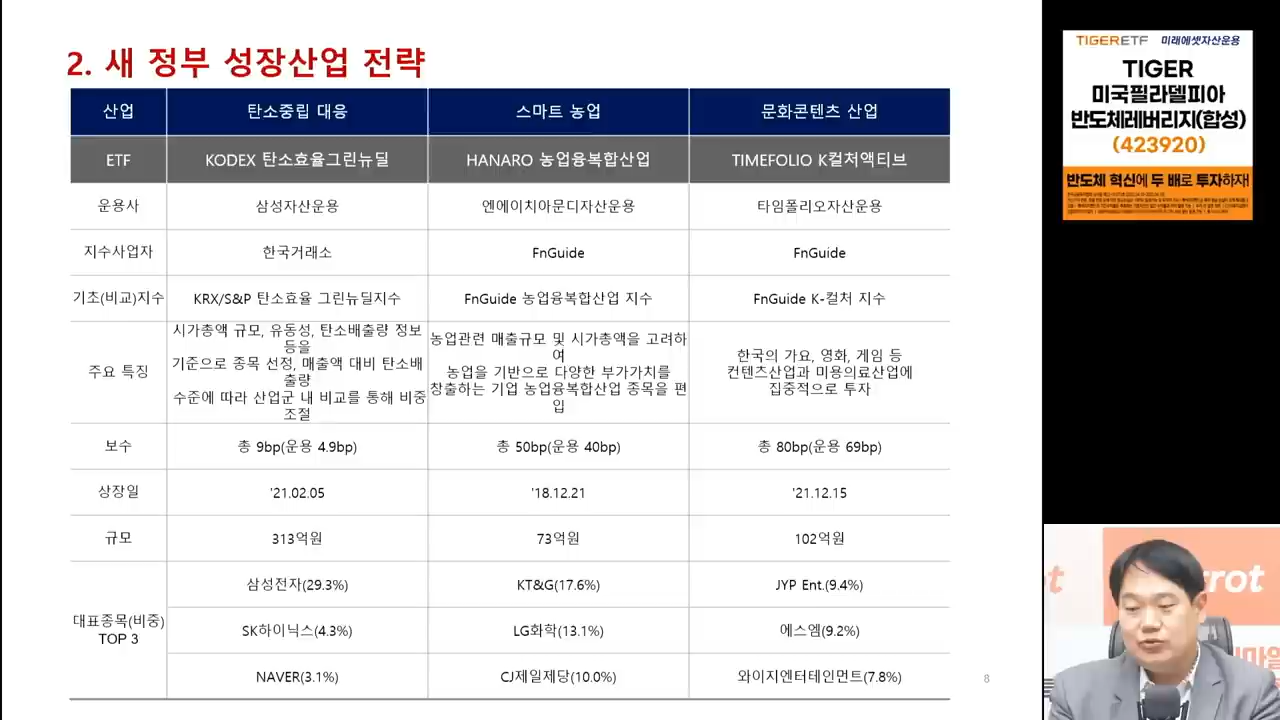 2. 새 정부 성장산업 전략
산업
탄소중립 대응
스마트 농업
문화콘텐츠 산업
ETF
KODEX 탄소효율그린뉴딜
HANARO 농업융복합산업
TIMEFOLIO K컬처액티브
운용사
삼성자산운용
엔에이치아문디자산운용
타임폴리오자산운용
지수사업자
한국거래소
FnGuide
FnGuide
기초(비교)지수
KRX/S&P 탄소효율 그린뉴딜지수
FnGuide 농업융복합산업 지수
FnGuide K-컬처 지수
주요 특징
시가총액 규모, 유동성, 탄소배출량 정보
등을
기준으로 종목 선정, 매출액 대비 탄소배
출량
수준에 따라 산업군 내 비교를 통해 비중
조절
농업관련 매출규모 및 시가총액을 고려하
여
농업을 기반으로 다양한 부가가치를
창출하는 기업 농업융복합산업 종목을 편
입
한국의 가요, 영화, 게임 등
컨텐츠산업과 미용의료산업에
집중적으로 투자
보수
총 9bp(운용 4.9bp)
총 50bp(운용 40bp)
총 80bp(운용 69bp)
상장일
'21.02.05
'18.12.21
'21.12.15
규모
313억원
73억원
102억원
대표종목(비중)
TOP 3
삼성전자(29.3%)
KT&G(17.6%)
JYP Ent.(9.4%)
SK하이닉스(4.3%)
LG화학(13.1%)
에스엠(9.2%)
NAVER(3.1%)
CJ제일제당(10.0%)
와이지엔터테인먼트(7.8%)
8
TIGER ETF 미래에셋자산운용
TIGER
미국필라델피아
반도체레버리지(합성)
(423920)
반도체 혁신에 두 배로 투자하자!
ot
rot